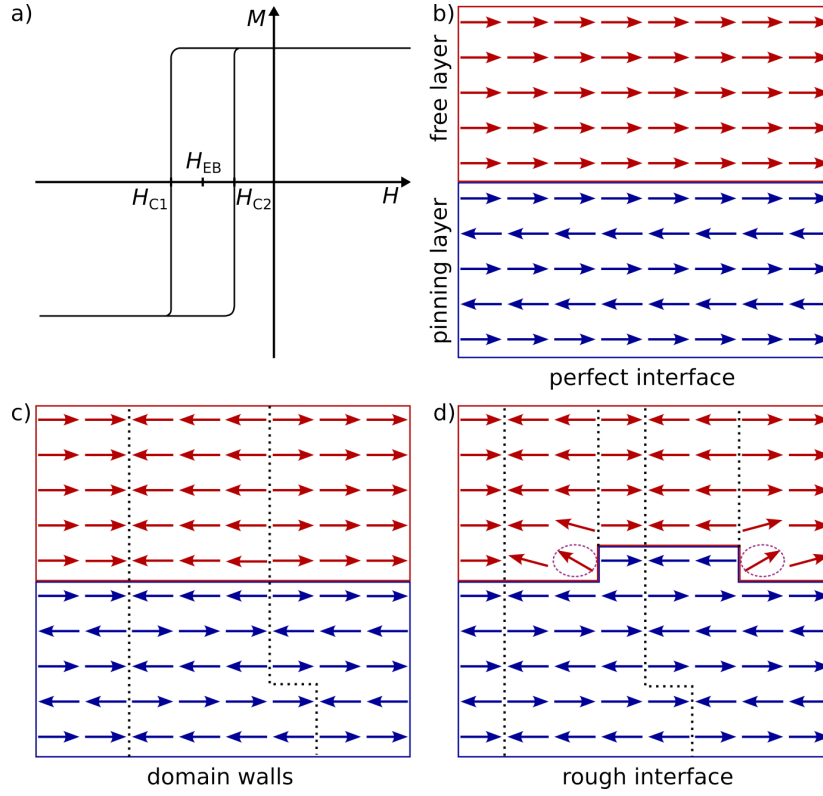 a)
M
H
H_EB
H_C1
H_C2
b)
free layer
pinning layer
perfect interface
c)
domain walls
d)
rough interface